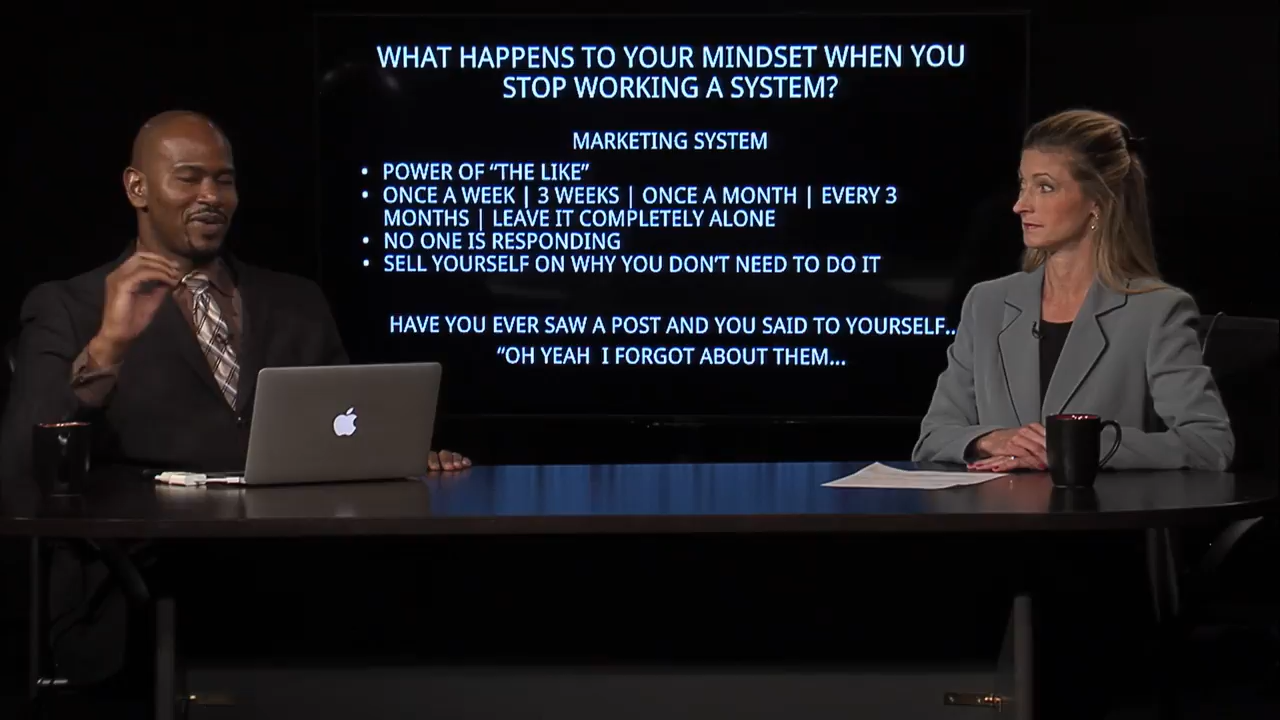 WHAT HAPPENS TO YOUR MINDSET WHEN YOU
STOP WORKING A SYSTEM?
MARKETING SYSTEM
• POWER OF “THE LIKE”
• ONCE A WEEK | 3 WEEKS | ONCE A MONTH | EVERY 3
MONTHS | LEAVE IT COMPLETELY ALONE
• NO ONE IS RESPONDING
• SELL YOURSELF ON WHY YOU DON’T NEED TO DO IT
HAVE YOU EVER SAW A POST AND YOU SAID TO YOURSELF..
“OH YEAH I FORGOT ABOUT THEM...